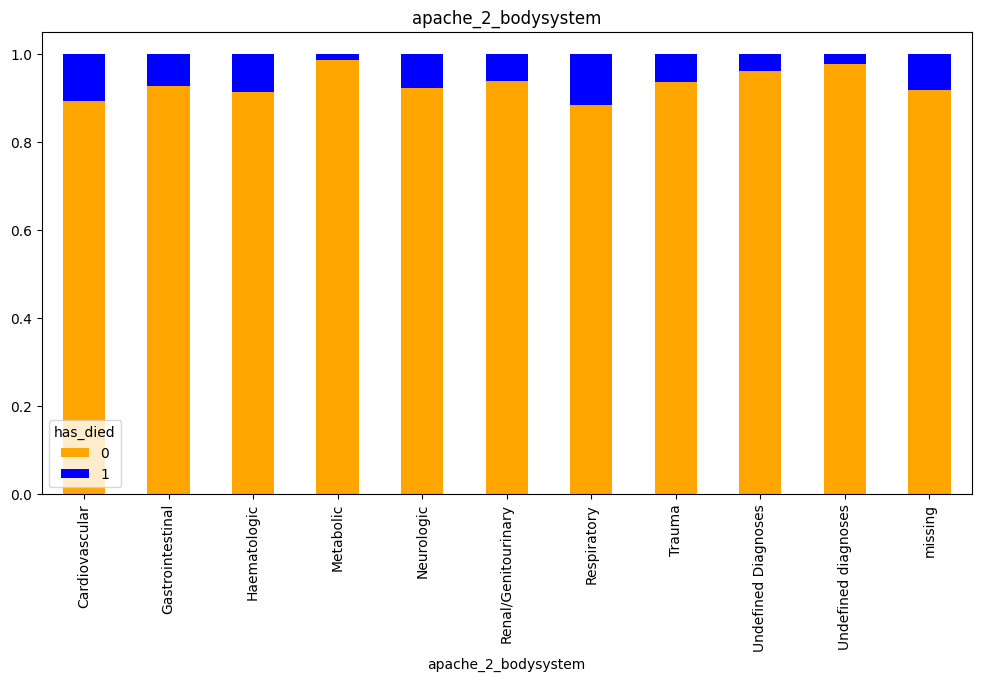 apache_2_bodysystem
1.0
0.8
0.6
0.4
0.2
0.0
has_died
0
1
Cardiovascular
Gastrointestinal
Haematologic
Metabolic
Neurologic
Renal/Genitourinary
Respiratory
Trauma
Undefined Diagnoses
Undefined diagnoses
missing
apache_2_bodysystem